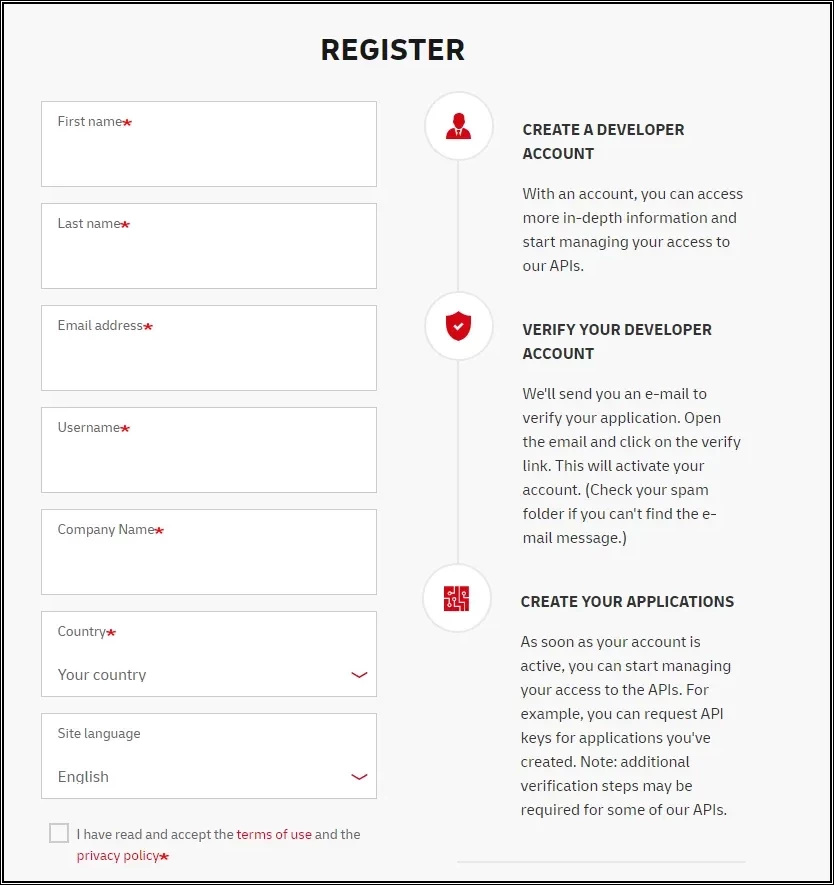 REGISTER
First name*
Last name*
Email address*
Username*
Company Name*
Country*
Your country
Site language
English
I have read and accept the terms of use and the
privacy policy*
CREATE A DEVELOPER
ACCOUNT
With an account, you can access
more in-depth information and
start managing your access to
our APIs.
VERIFY YOUR DEVELOPER
ACCOUNT
We'll send you an e-mail to
verify your application. Open
the email and click on the verify
link. This will activate your
account. (Check your spam
folder if you can't find the e-
mail message.)
CREATE YOUR APPLICATIONS
As soon as your account is
active, you can start managing
your access to the APIs. For
example, you can request API
keys for applications you've
created. Note: additional
verification steps may be
required for some of our APIs.